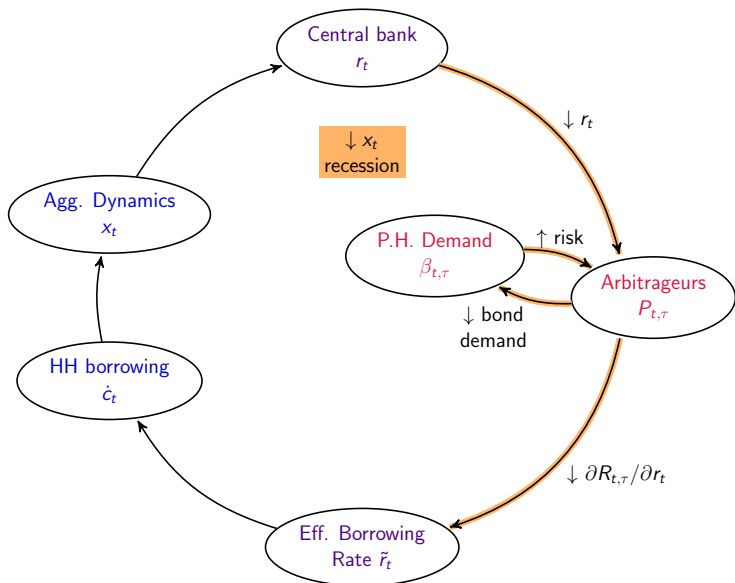 Central bank
r_t
↓ r_t
↓ x_t
recession
Agg. Dynamics
x_t
P.H. Demand
β_{t,τ}
↑ risk
Arbitrageurs
P_{t,τ}
↓ bond
demand
HH borrowing
ċ_t
↓ ∂R_{t,τ}/∂r_t
Eff. Borrowing
Rate r̃_t